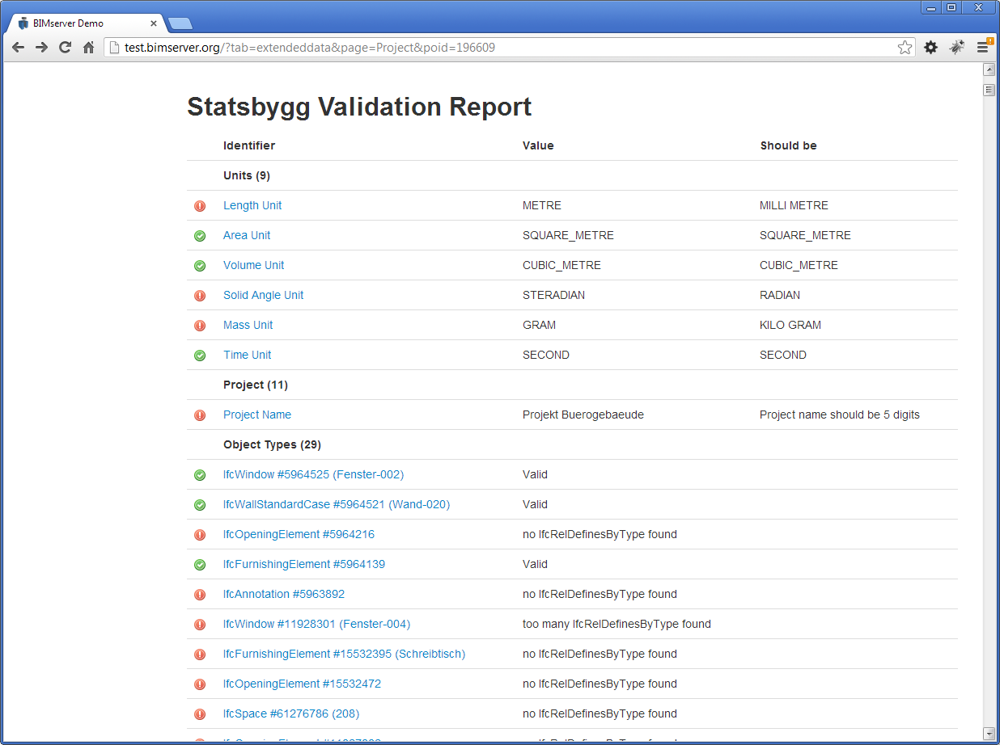 BIMserver Demo
test.bimserver.org/?tab=extendeddata&page=Project&poid=196609
Statsbygg Validation Report
Identifier Value Should be
Units (9)
Length Unit METRE MILLI METRE
Area Unit SQUARE_METRE SQUARE_METRE
Volume Unit CUBIC_METRE CUBIC_METRE
Solid Angle Unit STERADIAN RADIAN
Mass Unit GRAM KILO GRAM
Time Unit SECOND SECOND
Project (11)
Project Name Projekt Buerogebaeude Project name should be 5 digits
Object Types (29)
IfcWindow #5964525 (Fenster-002) Valid
IfcWallStandardCase #5964521 (Wand-020) Valid
IfcOpeningElement #5964216 no IfcRelDefinesByType found
IfcFurnishingElement #5964139 Valid
IfcAnnotation #5963892 no IfcRelDefinesByType found
IfcWindow #11928301 (Fenster-004) too many IfcRelDefinesByType found
IfcFurnishingElement #15532395 (Schreibtisch) no IfcRelDefinesByType found
IfcOpeningElement #15532472 no IfcRelDefinesByType found
IfcSpace #61276786 (208) no IfcRelDefinesByType found
no IfcRelDefinesByType found